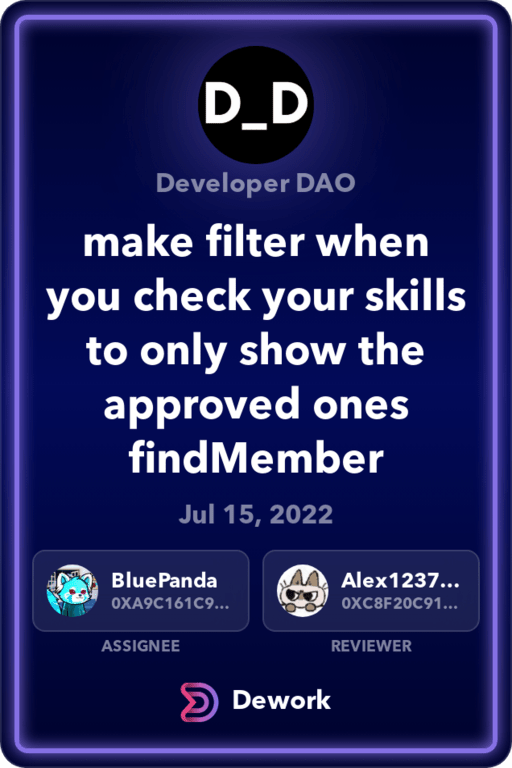 D_D
Developer DAO
make filter when
you check your skills
to only show the
approved ones
findMember
Jul 15, 2022
BluePanda
0XA9C161C9...
ASSIGNEE
Alex1237...
0XC8F20C91...
REVIEWER
Dework